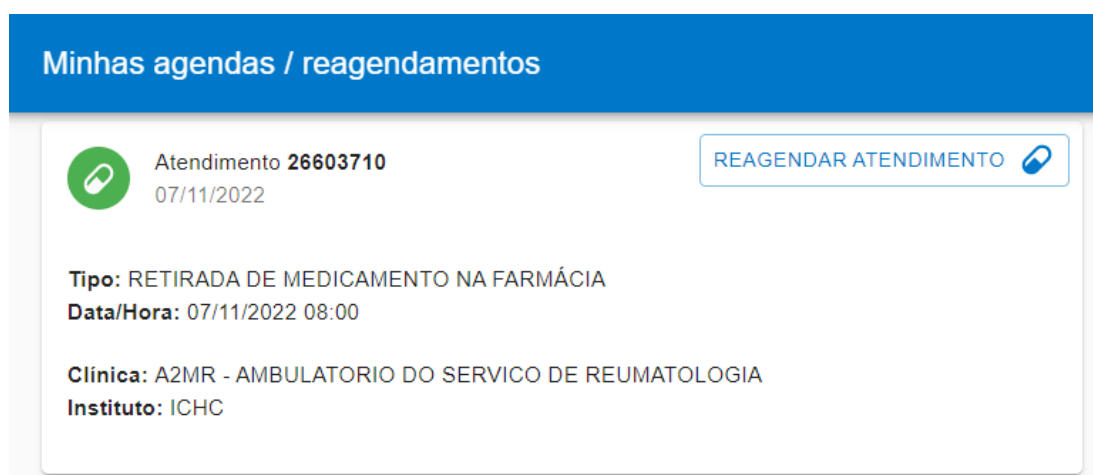 Minhas agendas / reagendamentos
Atendimento 26603710
REAGENDAR ATENDIMENTO
07/11/2022
Tipo: RETIRADA DE MEDICAMENTO NA FARMÁCIA
Data/Hora: 07/11/2022 08:00
Clínica: A2MR - AMBULATORIO DO SERVICO DE REUMATOLOGIA
Instituto: ICHC